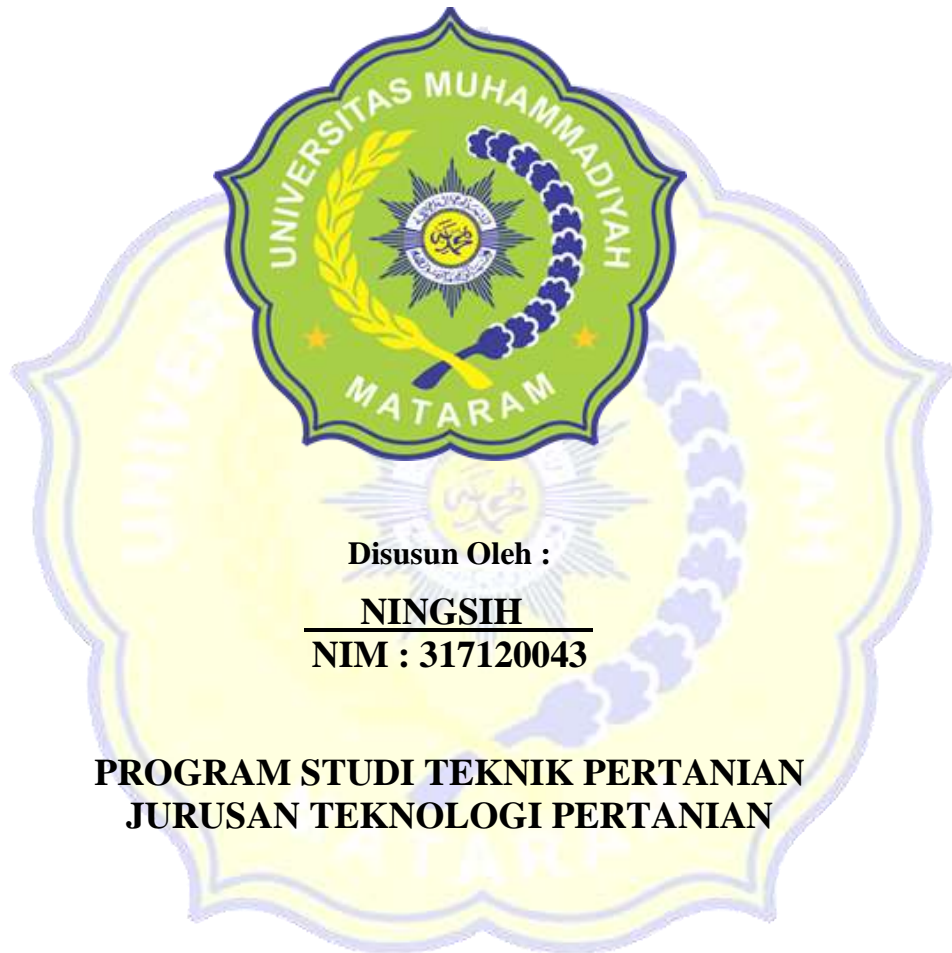 UNIVERSITAS MUHAMMADIYAH
MATARAM
Disusun Oleh :
NINGSIH
NIM : 317120043
PROGRAM STUDI TEKNIK PERTANIAN
JURUSAN TEKNOLOGI PERTANIAN